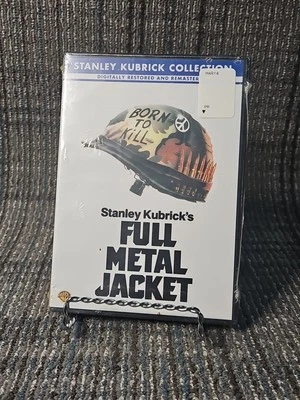 STANLEY KUBRICK COLLECTION
DIGITALLY RESTORED AND REMASTERED
BORN
TO
KILL
Stanley Kubrick's
FULL
METAL
JACKET